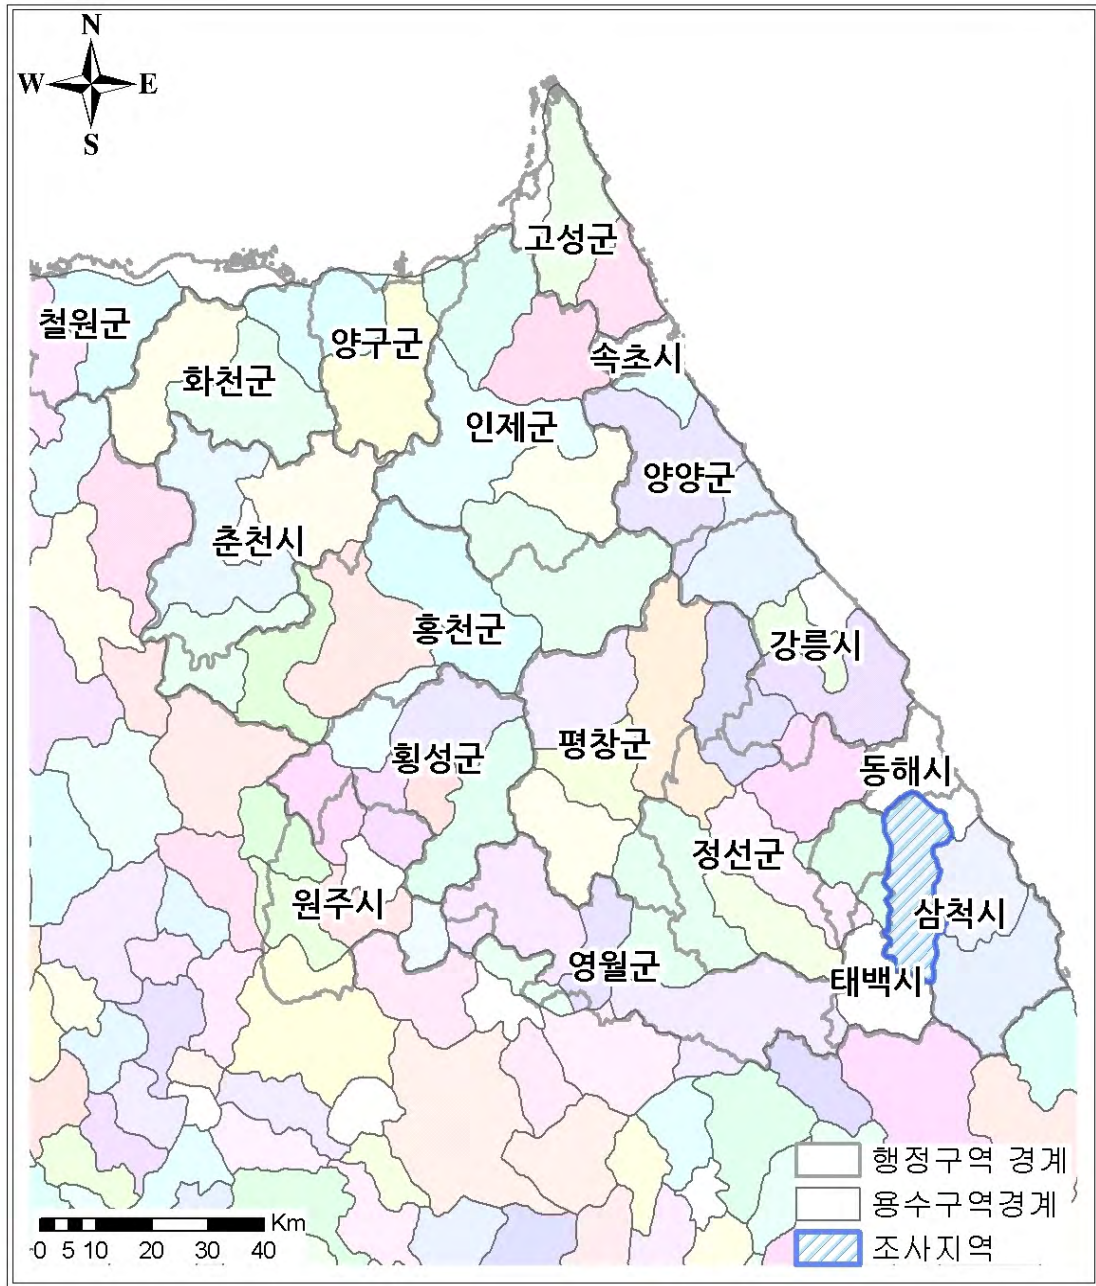 N
W E
S
고성군
철원군
양구군
속초시
화천군
인제군
양양군
춘천시
홍천군
강릉시
평창군
횡성군
동해시
정선군
원주시
삼척시
영월군
태백시
행정구역 경계
용수구역경계
조사지역
Km
0 5 10 20 30 40